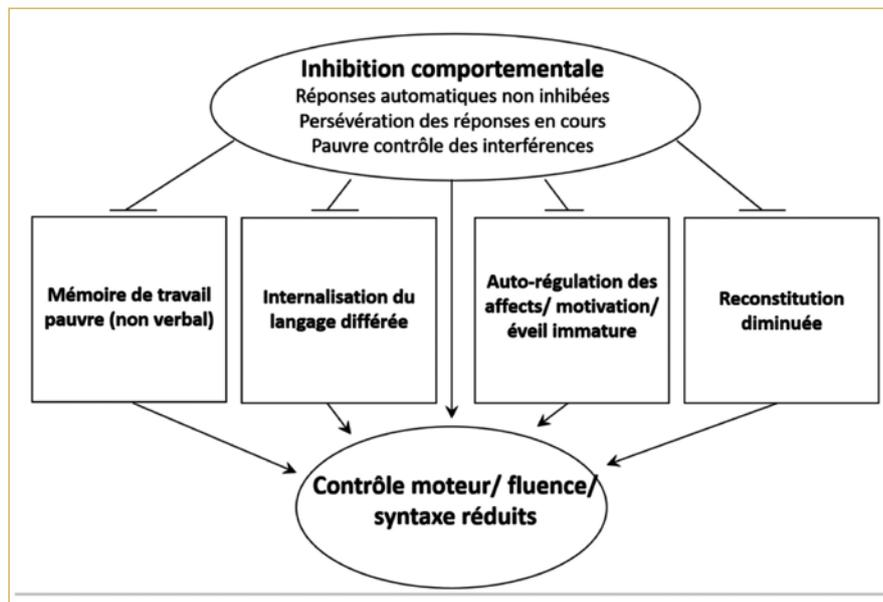 Inhibition comportementale
Réponses automatiques non inhibées
Persévération des réponses en cours
Pauvre contrôle des interférences
Mémoire de travail
pauvre (non verbal)
Internalisation du
langage différée
Auto-régulation des
affects/ motivation/
éveil immature
Reconstitution
diminuée
Contrôle moteur/ fluence/
syntaxe réduits